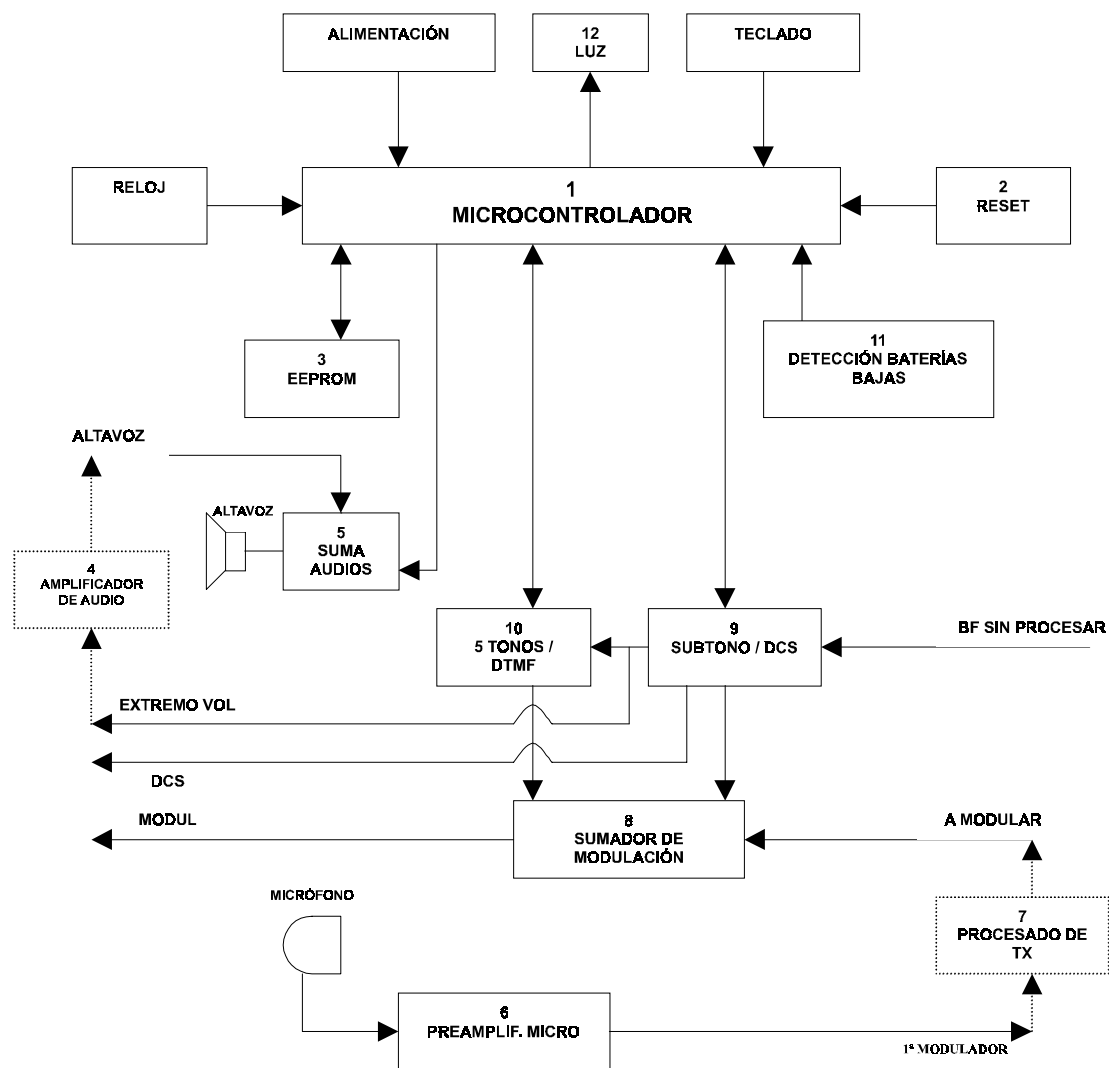 ALIMENTACIÓN
12
LUZ
TECLADO
RELOJ
1
MICROCONTROLADOR
2
RESET
3
EEPROM
11
DETECCIÓN BATERÍAS
BAJAS
ALTAVOZ
ALTAVOZ
5
SUMA
AUDIOS
4
AMPLIFICADOR
DE AUDIO
10
5 TONOS /
DTMF
9
SUBTONO / DCS
BF SIN PROCESAR
EXTREMO VOL
DCS
MODUL
8
SUMADOR DE
MODULACIÓN
A MODULAR
MICRÓFONO
7
PROCESADO DE
TX
6
PREAMPLIF. MICRO
1ª MODULADOR